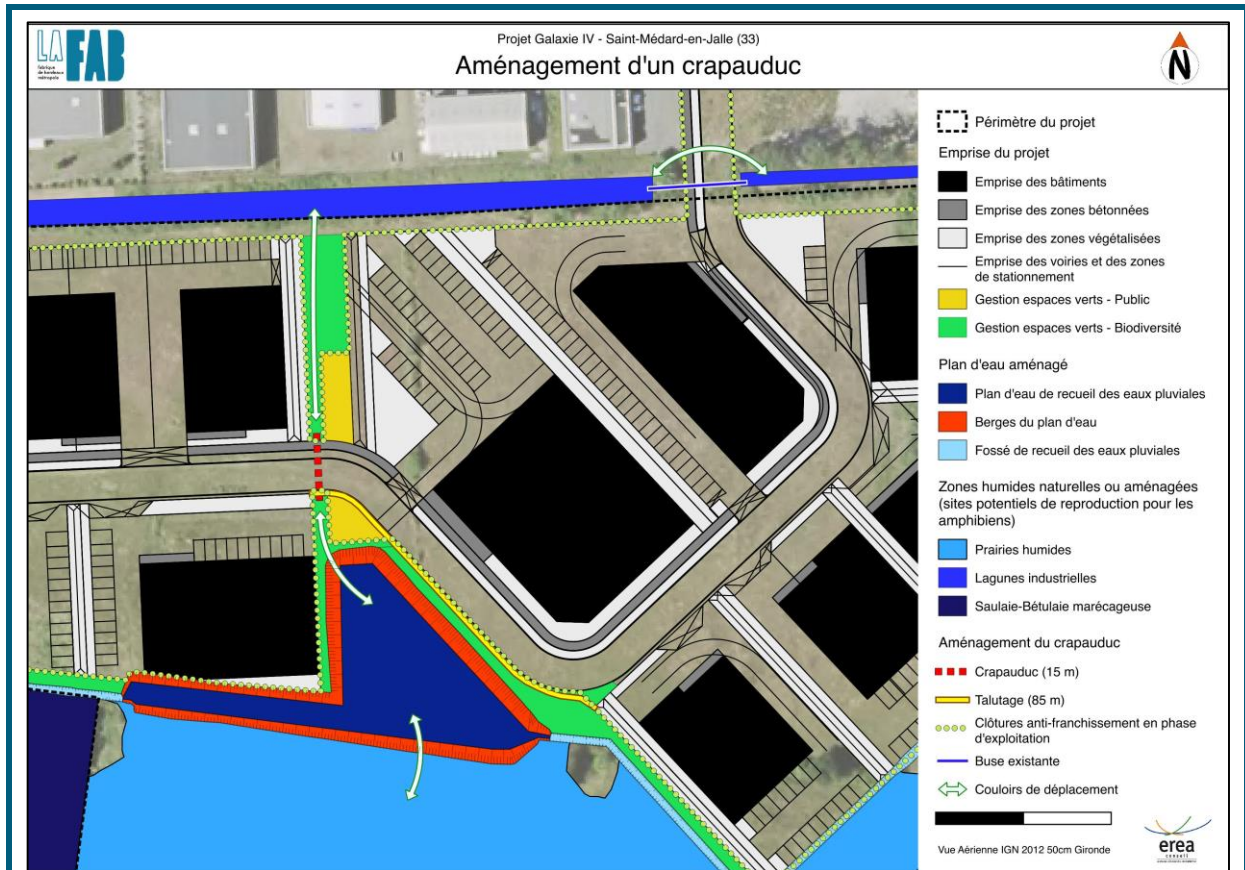 LA
FAB
fabrique
de bordeaux
métropole
Projet Galaxie IV - Saint-Médard-en-Jalle (33)
Aménagement d'un crapauduc
N
Périmètre du projet
Emprise du projet
Emprise des bâtiments
Emprise des zones bétonnées
Emprise des zones végétalisées
Emprise des voiries et des zones
de stationnement
Gestion espaces verts - Public
Gestion espaces verts - Biodiversité
Plan d'eau aménagé
Plan d'eau de recueil des eaux pluviales
Berges du plan d'eau
Fossé de recueil des eaux pluviales
Zones humides naturelles ou aménagées
(sites potentiels de reproduction pour les
amphibiens)
Prairies humides
Lagunes industrielles
Saulaie-Bétulaie marécageuse
Aménagement du crapauduc
Crapauduc (15 m)
Talutage (85 m)
Clôtures anti-franchissement en phase
d'exploitation
Buse existante
Couloirs de déplacement
Vue Aérienne IGN 2012 50cm Gironde
erea
conseil